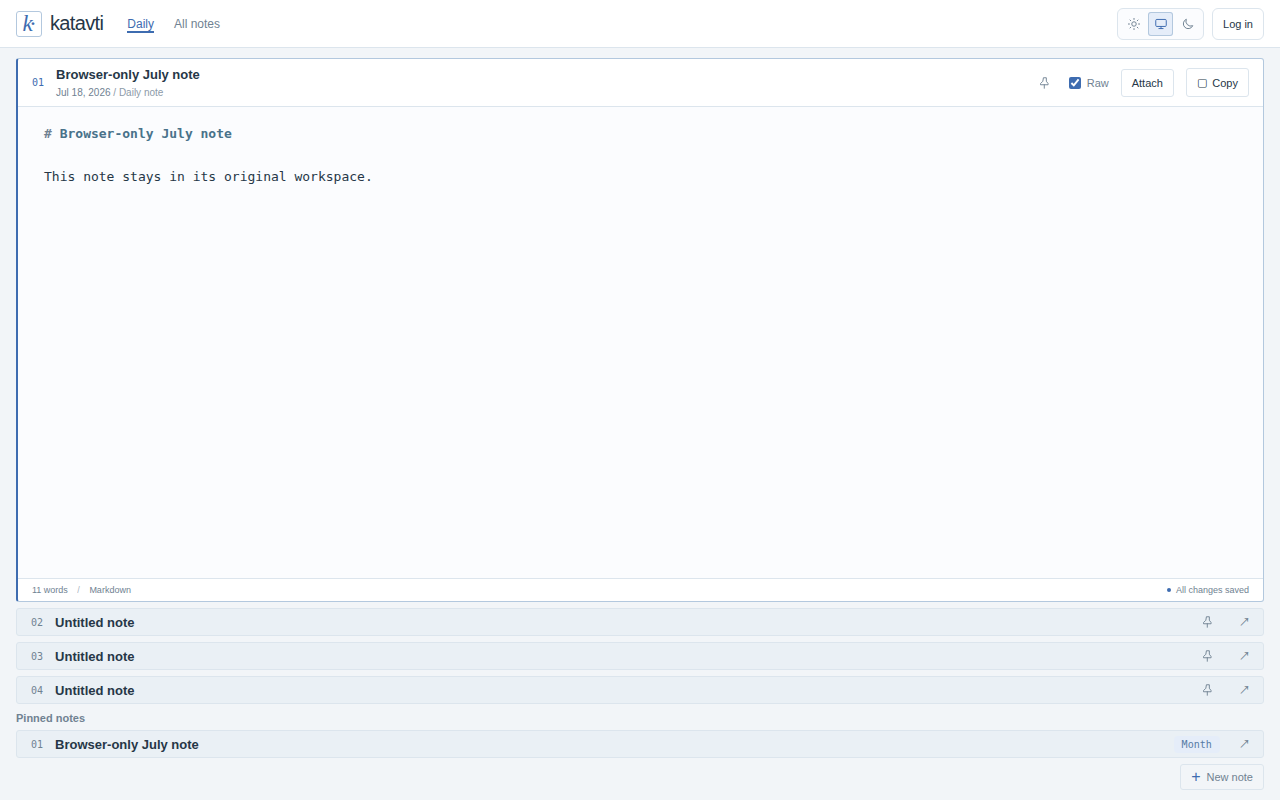 k katavti Daily All notes Log in
01 Browser-only July note
Jul 18, 2026 / Daily note
Raw Attach Copy
# Browser-only July note
This note stays in its original workspace.
11 words / Markdown All changes saved
02 Untitled note
03 Untitled note
04 Untitled note
Pinned notes
01 Browser-only July note Month
+ New note